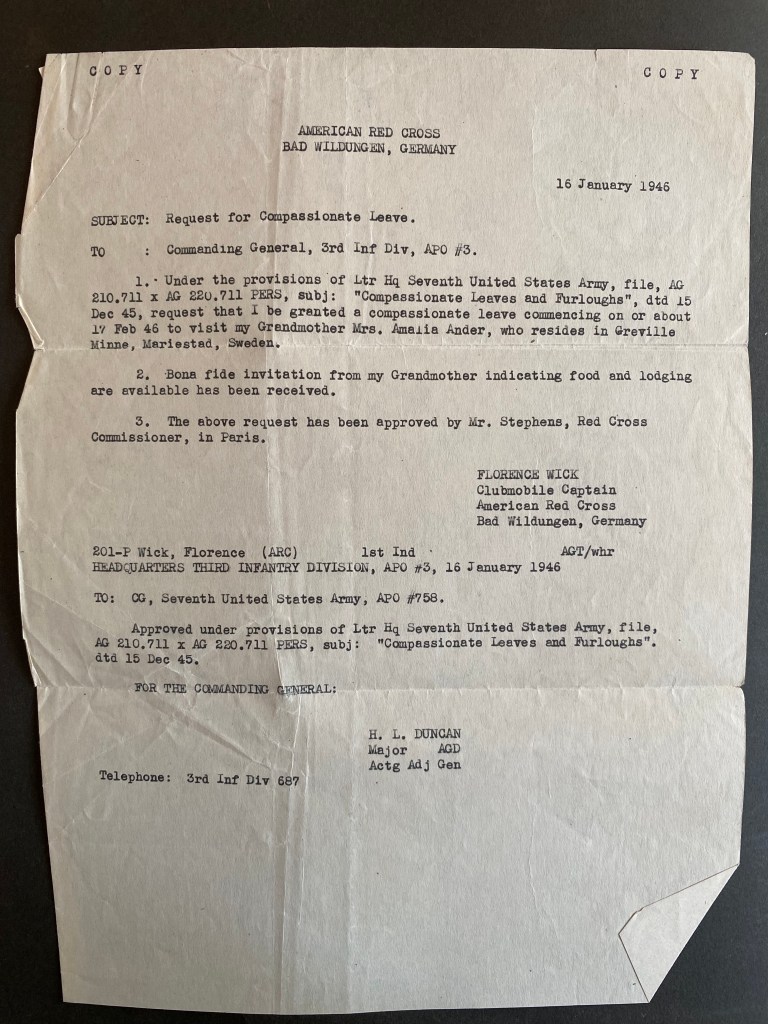 COPY COPY
AMERICAN RED CROSS
BAD WILDUNGEN, GERMANY
16 January 1946
SUBJECT: Request for Compassionate Leave.
TO : Commanding General, 3rd Inf Div, APO #3.
1. Under the provisions of Ltr Hq Seventh United States Army, file, AG
210.711 x AG 220.711 PERS, subj: "Compassionate Leaves and Furloughs", dtd 15
Dec 45, request that I be granted a compassionate leave commencing on or about
17 Feb 46 to visit my Grandmother Mrs. Amalia Ander, who resides in Greville
Minne, Mariestad, Sweden.
2. Bona fide invitation from my Grandmother indicating food and lodging
are available has been received.
3. The above request has been approved by Mr. Stephens, Red Cross
Commissioner, in Paris.
FLORENCE WICK
Clubmobile Captain
American Red Cross
Bad Wildungen, Germany
201-P Wick, Florence (ARC) 1st Ind AGT/whr
HEADQUARTERS THIRD INFANTRY DIVISION, APO #3, 16 January 1946
TO: CG, Seventh United States Army, APO #758.
Approved under provisions of Ltr Hq Seventh United States Army, file,
AG 210.711 x AG 220.711 PERS, subj: "Compassionate Leaves and Furloughs".
dtd 15 Dec 45.
FOR THE COMMANDING GENERAL:
H. L. DUNCAN
Major AGD
Actg Adj Gen
Telephone: 3rd Inf Div 687